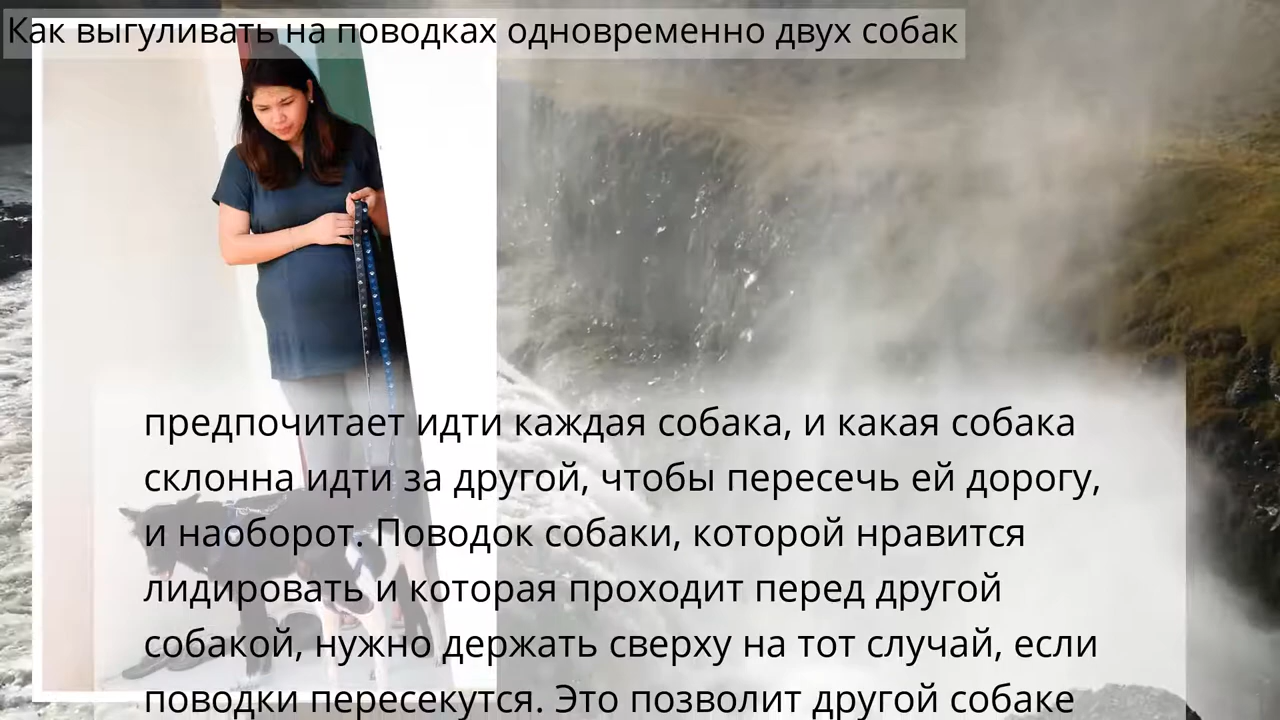 Как выгуливать на поводках одновременно двух собак
предпочитает идти каждая собака, и какая собака
склонна идти за другой, чтобы пересечь ей дорогу,
и наоборот. Поводок собаки, которой нравится
лидировать и которая проходит перед другой
собакой, нужно держать сверху на тот случай, если
поводки пересекутся. Это позволит другой собаке